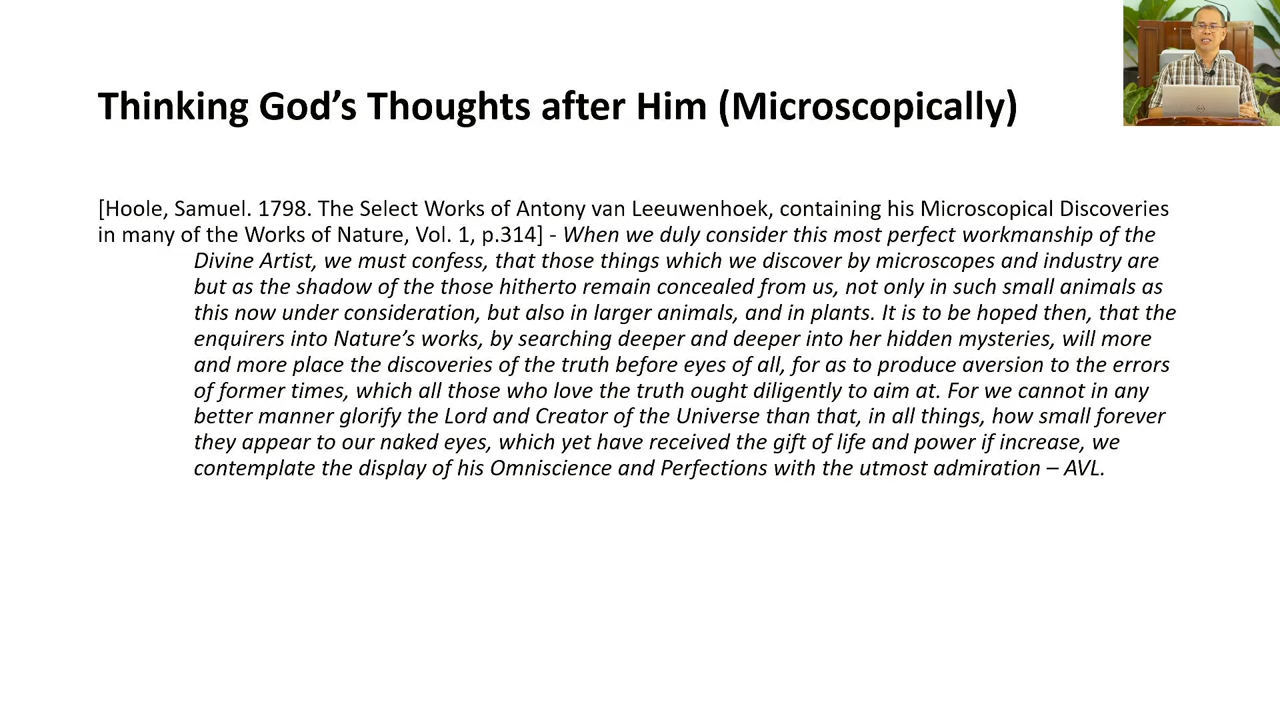 Thinking God’s Thoughts after Him (Microscopically)
[Hoole, Samuel. 1798. The Select Works of Antony van Leeuwenhoek, containing his Microscopical Discoveries
in many of the Works of Nature, Vol. 1, p.314] - When we duly consider this most perfect workmanship of the
Divine Artist, we must confess, that those things which we discover by microscopes and industry are
but as the shadow of the those hitherto remain concealed from us, not only in such small animals as
this now under consideration, but also in larger animals, and in plants. It is to be hoped then, that the
enquirers into Nature’s works, by searching deeper and deeper into her hidden mysteries, will more
and more place the discoveries of the truth before eyes of all, for as to produce aversion to the errors
of former times, which all those who love the truth ought diligently to aim at. For we cannot in any
better manner glorify the Lord and Creator of the Universe than that, in all things, how small forever
they appear to our naked eyes, which yet have received the gift of life and power if increase, we
contemplate the display of his Omniscience and Perfections with the utmost admiration – AVL.